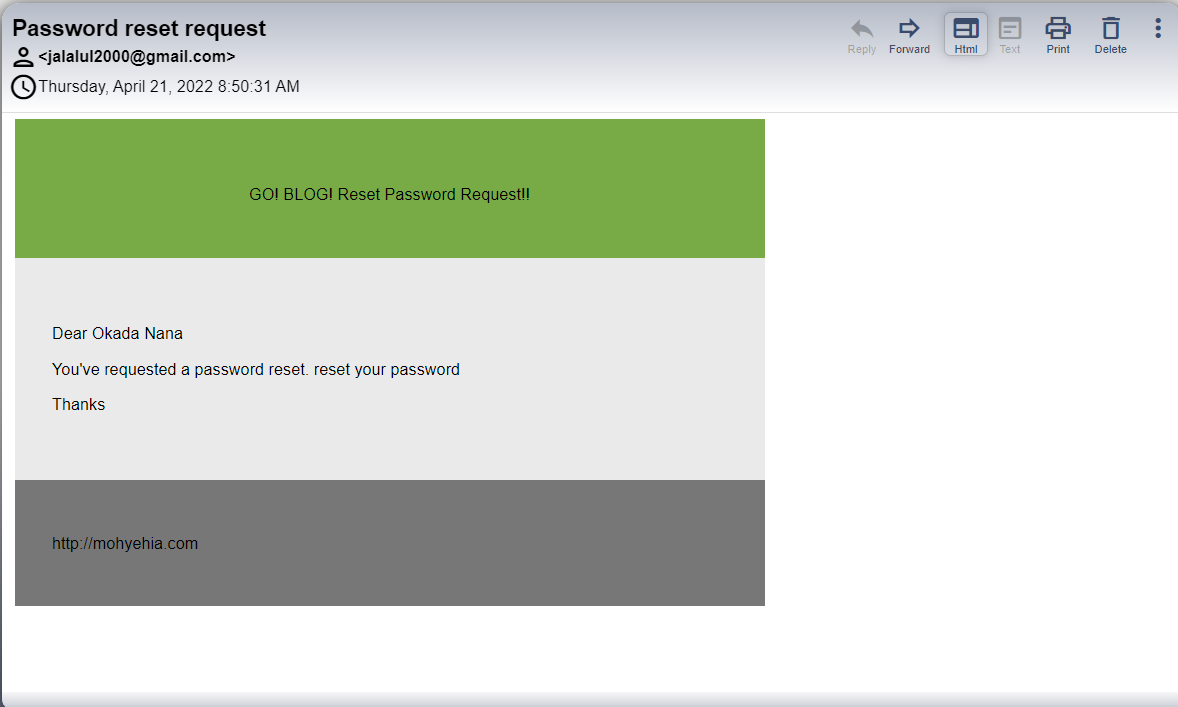 Password reset request
<jalalul2000@gmail.com>
Thursday, April 21, 2022 8:50:31 AM
Reply Forward Html Text Print Delete
GO! BLOG! Reset Password Request!!
Dear Okada Nana
You've requested a password reset. reset your password
Thanks
http://mohyehia.com